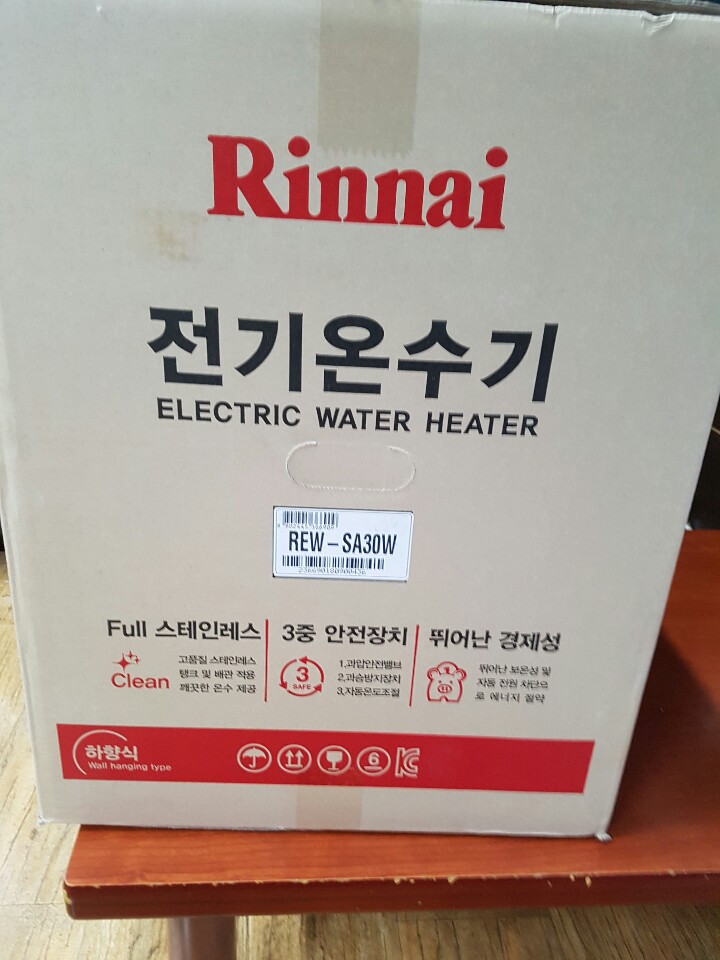 Rinnai
전기온수기
ELECTRIC WATER HEATER
REW-SA30W
Full 스테인레스
Clean
고품질 스테인레스
탱크 및 배관 적용
깨끗한 온수 제공
3중 안전장치
3
SAFE
1.과압안전밸브
2.과승방지장치
3.자동온도조절
뛰어난 경제성
뛰어난 보온성 및
자동 전원 차단으
로 에너지 절약
하향식
Wall hanging type
6